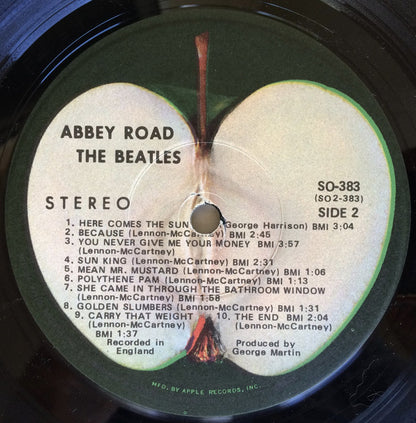 ABBEY ROAD
THE BEATLES
STEREO
SO-383
(SO2-383)
SIDE 2
1. HERE COMES THE SUN George Harrison) BMI 3:04
2. BECAUSE (Lennon-McCartney) BMI 2:45
3. YOU NEVER GIVE ME YOUR MONEY BMI 3:57
(Lennon-McCartney)
4. SUN KING (Lennon-McCartney) BMI 2:31
5. MEAN MR. MUSTARD (Lennon-McCartney) BMI 1:06
6. POLYTHENE PAM (Lennon-McCartney) BMI 1:13
7. SHE CAME IN THROUGH THE BATHROOM WINDOW
(Lennon-McCartney) BMI 1:58
8. GOLDEN SLUMBERS (Lennon-McCartney) BMI 1:31
9. CARRY THAT WEIGHT 10. THE END BMI 2:04
(Lennon-McCartney) (Lennon-McCartney)
BMI 1:37
Recorded in Produced by
England George Martin
MFD. BY APPLE RECORDS, INC.